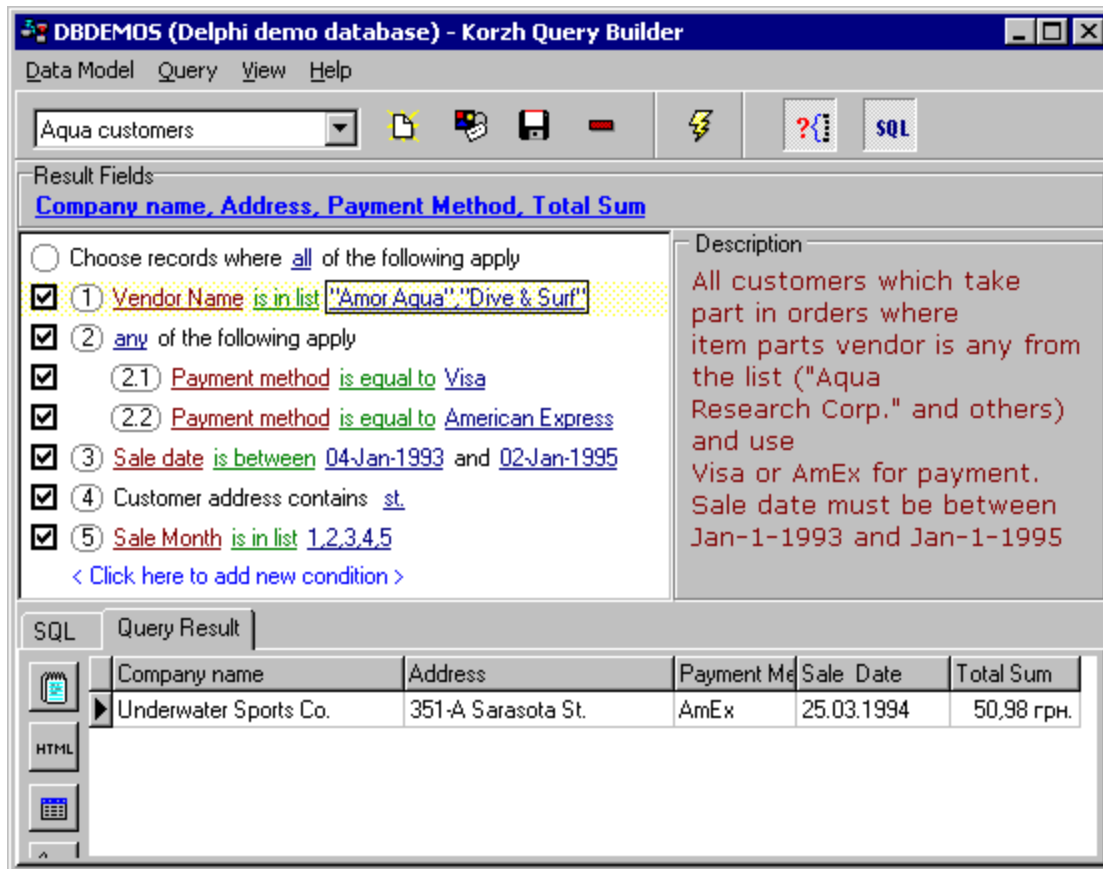 DBDEMOS (Delphi demo database) - Korzh Query Builder
Data Model Query View Help
Aqua customers
?{ SQL
Result Fields
Company name, Address, Payment Method, Total Sum
Choose records where all of the following apply
1 Vendor Name is in list "Amor Aqua","Dive & Surf"
2 any of the following apply
2.1 Payment method is equal to Visa
2.2 Payment method is equal to American Express
3 Sale date is between 04-Jan-1993 and 02-Jan-1995
4 Customer address contains st.
5 Sale Month is in list 1,2,3,4,5
< Click here to add new condition >
Description
All customers which take
part in orders where
item parts vendor is any from
the list ("Aqua
Research Corp." and others)
and use
Visa or AmEx for payment.
Sale date must be between
Jan-1-1993 and Jan-1-1995
SQL Query Result
Company name Address Payment Me Sale Date Total Sum
Underwater Sports Co. 351-A Sarasota St. AmEx 25.03.1994 50,98 грн.
HTML